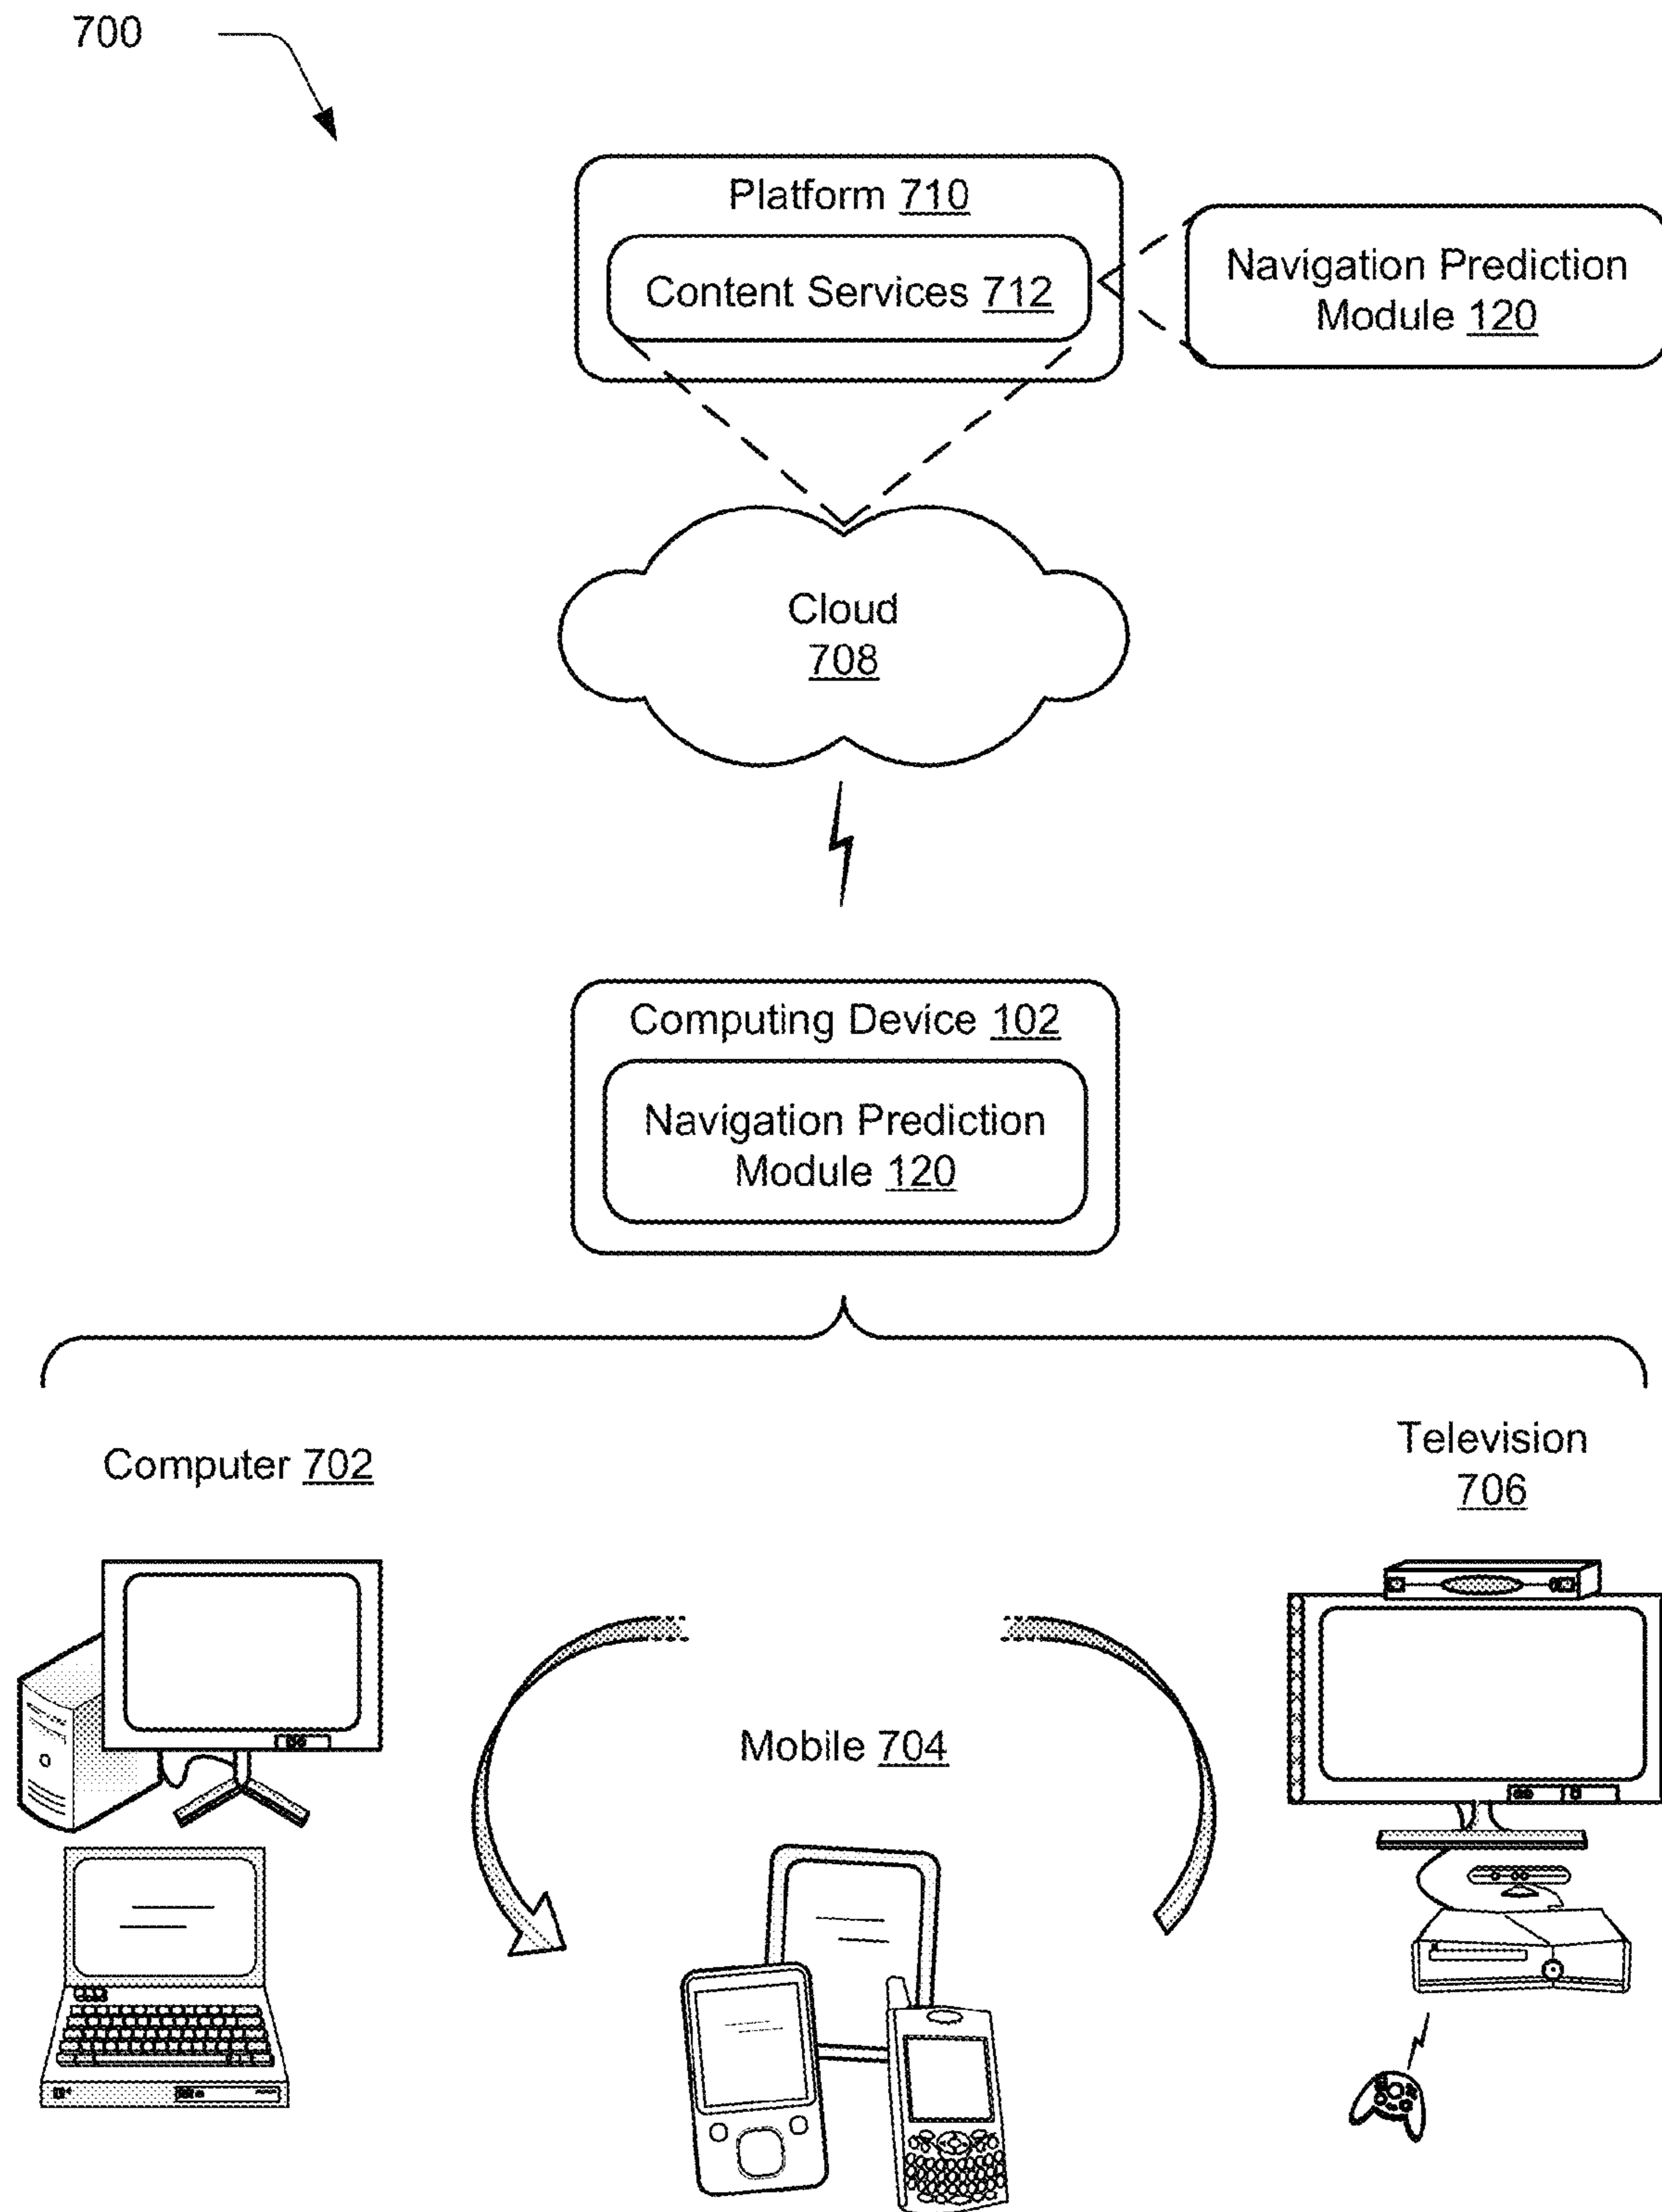 700
Platform 710
Content Services 712
Navigation Prediction
Module 120
Cloud
708
Computing Device 102
Navigation Prediction
Module 120
Computer 702
Television
706
Mobile 704